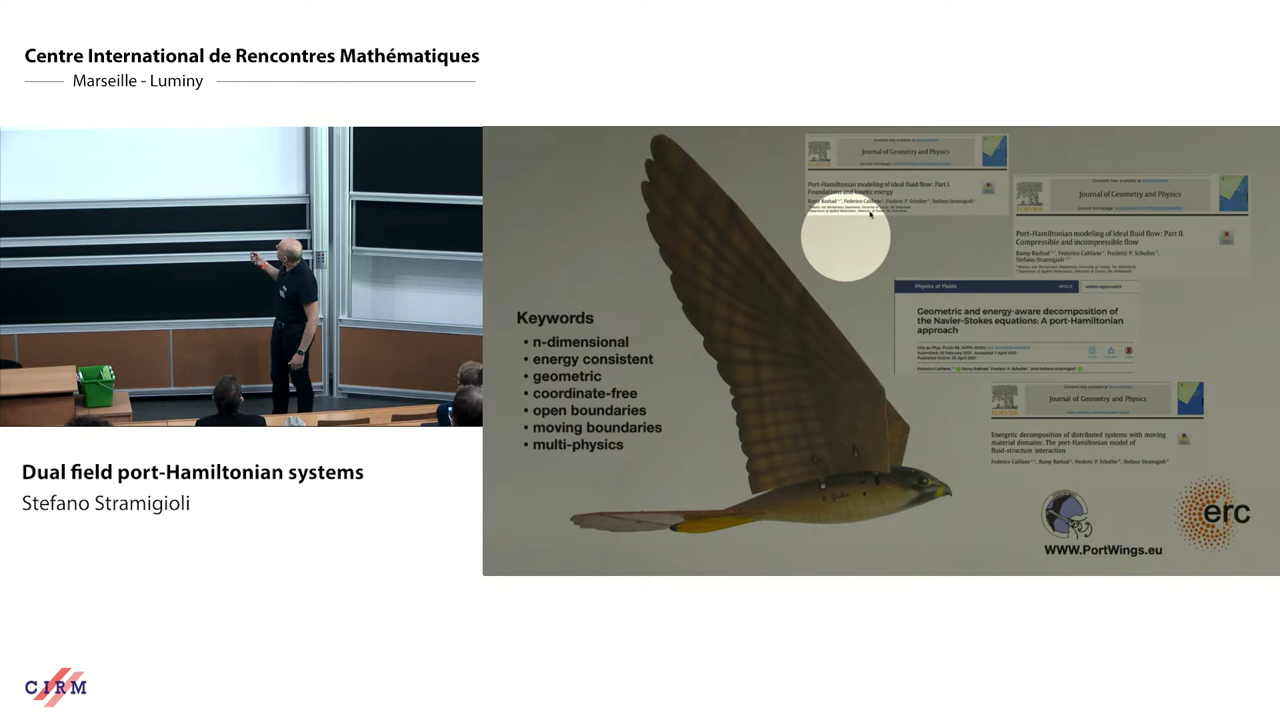 Centre International de Rencontres Mathématiques
Marseille - Luminy
Dual field port-Hamiltonian systems
Stefano Stramigioli
CIRM
Keywords
• n-dimensional
• energy consistent
• geometric
• coordinate-free
• open boundaries
• moving boundaries
• multi-physics
Journal of Geometry and Physics
Port-Hamiltonian modeling of ideal fluid flow: Part I.
Foundations and kinetic energy
Ramy Rashad, Federico Califano, Frederic P. Schuller, Stefano Stramigioli
ELSEVIER
Journal of Geometry and Physics
Port-Hamiltonian modeling of ideal fluid flow: Part II.
Compressible and incompressible flow
Ramy Rashad, Federico Califano, Frederic P. Schuller,
Stefano Stramigioli
Physics of Fluids
ARTICLE
Geometric and energy-aware decomposition of
the Navier-Stokes equations: A port-Hamiltonian
approach
Federico Califano, Ramy Rashad, Frederic P. Schuller, and Stefano Stramigioli
ELSEVIER
Journal of Geometry and Physics
Energetic decomposition of distributed systems with moving
material domains: The port-Hamiltonian model of
fluid-structure interaction
Federico Califano, Ramy Rashad, Frederic P. Schuller, Stefano Stramigioli
erc
WWW.PortWings.eu